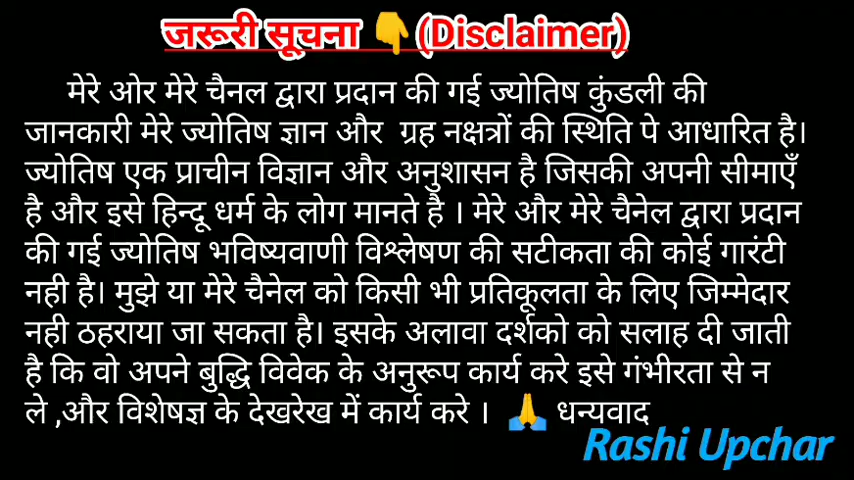 जरूरी सूचना 👇 (Disclaimer)
मेरे ओर मेरे चैनल द्वारा प्रदान की गई ज्योतिष कुंडली की
जानकारी मेरे ज्योतिष ज्ञान और ग्रह नक्षत्रों की स्थिति पे आधारित है।
ज्योतिष एक प्राचीन विज्ञान और अनुशासन है जिसकी अपनी सीमाएँ
है और इसे हिन्दू धर्म के लोग मानते है । मेरे और मेरे चैनेल द्वारा प्रदान
की गई ज्योतिष भविष्यवाणी विश्लेषण की सटीकता की कोई गारंटी
नही है। मुझे या मेरे चैनेल को किसी भी प्रतिकूलता के लिए जिम्मेदार
नही ठहराया जा सकता है। इसके अलावा दर्शको को सलाह दी जाती
है कि वो अपने बुद्धि विवेक के अनुरूप कार्य करे इसे गंभीरता से न
ले ,और विशेषज्ञ के देखरेख में कार्य करे । 🙏 धन्यवाद
Rashi Upchar